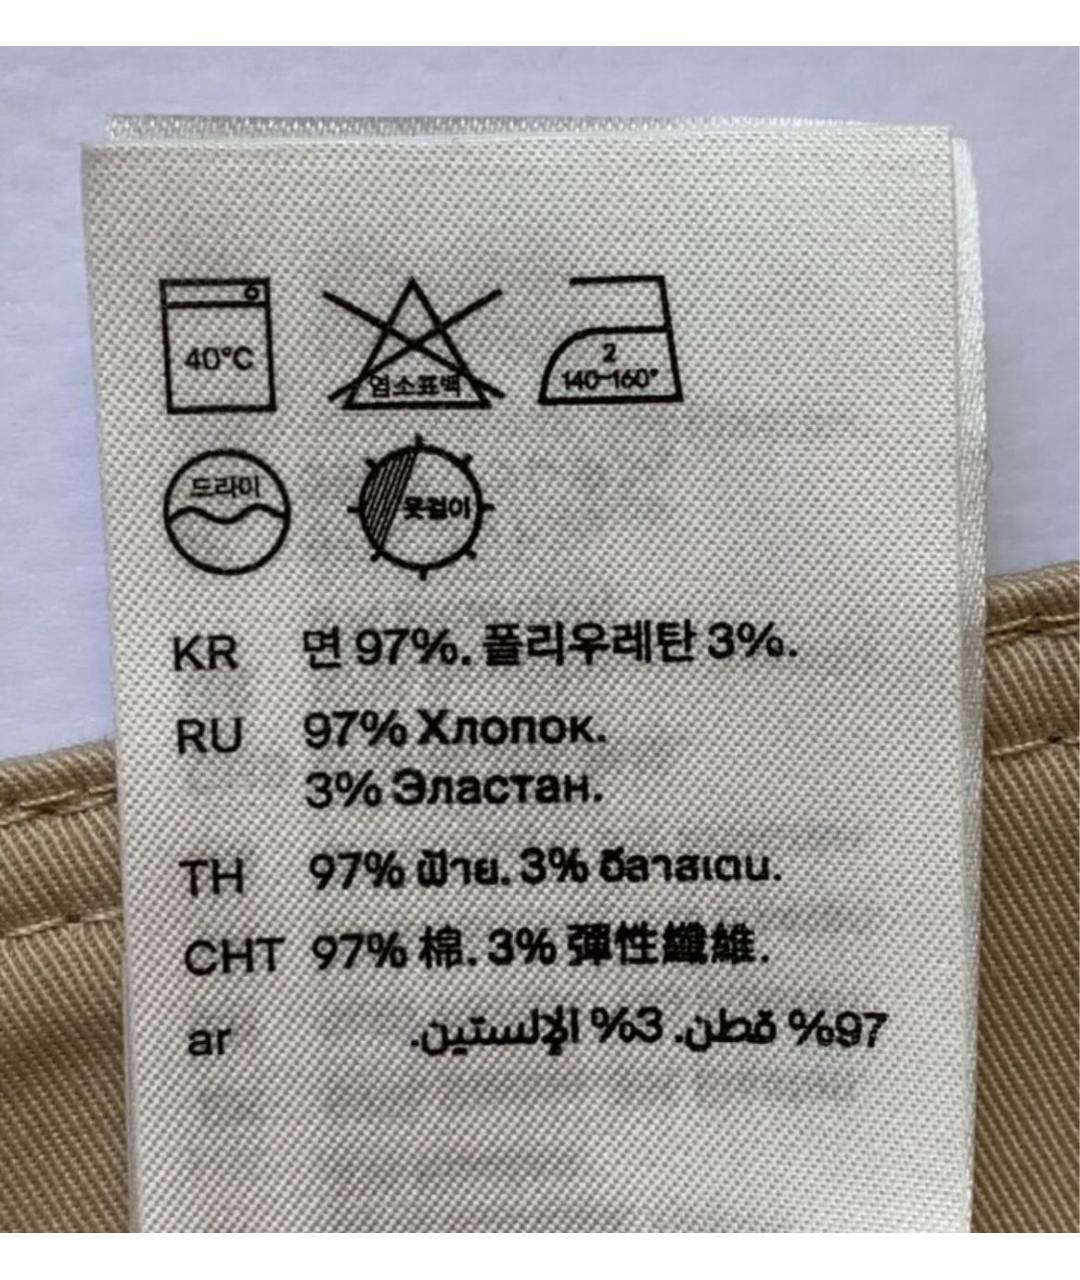 40°C
염소표백
2
140~160°
드라이
옷걸이
KR 면 97%. 폴리우레탄 3%.
RU 97% Хлопок.
3% Эластан.
TH 97% ฝ้าย. 3% อีลาสเตน.
CHT 97% 棉. 3% 彈性纖維.
ar 97% قطن. 3% الإلستين.